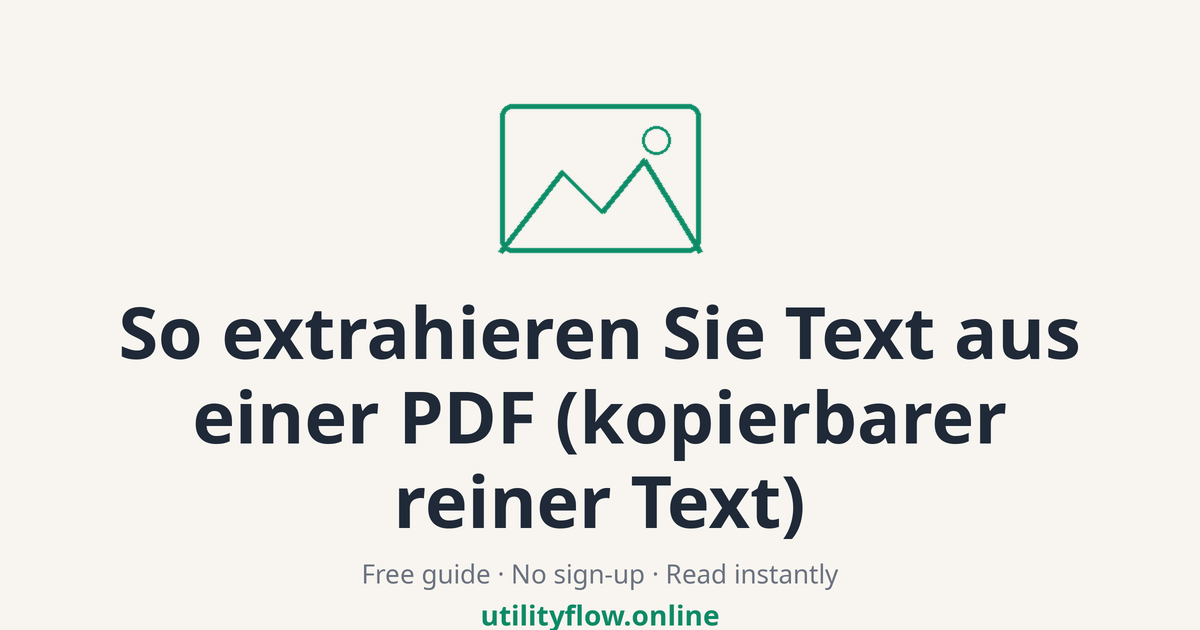 So extrahieren Sie Text aus
einer PDF (kopierbarer
reiner Text)
Free guide · No sign-up · Read instantly
utilityflow.online